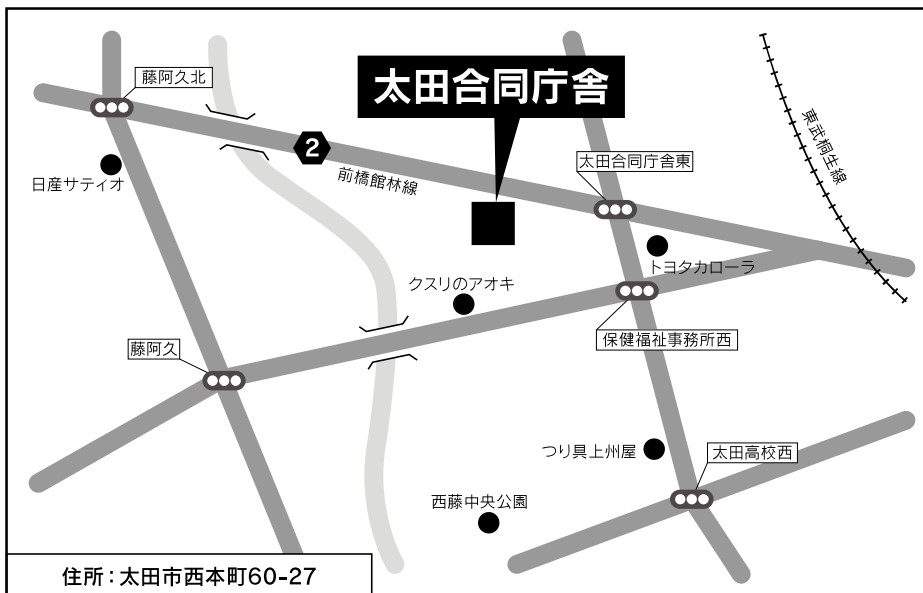 藤阿久北
太田合同庁舎
2
東武桐生線
前橋館林線
太田合同庁舎東
日産サティオ
トヨタカローラ
クスリのアオキ
保健福祉事務所西
藤阿久
つり具上州屋
太田高校西
西藤中央公園
住所：太田市西本町60-27